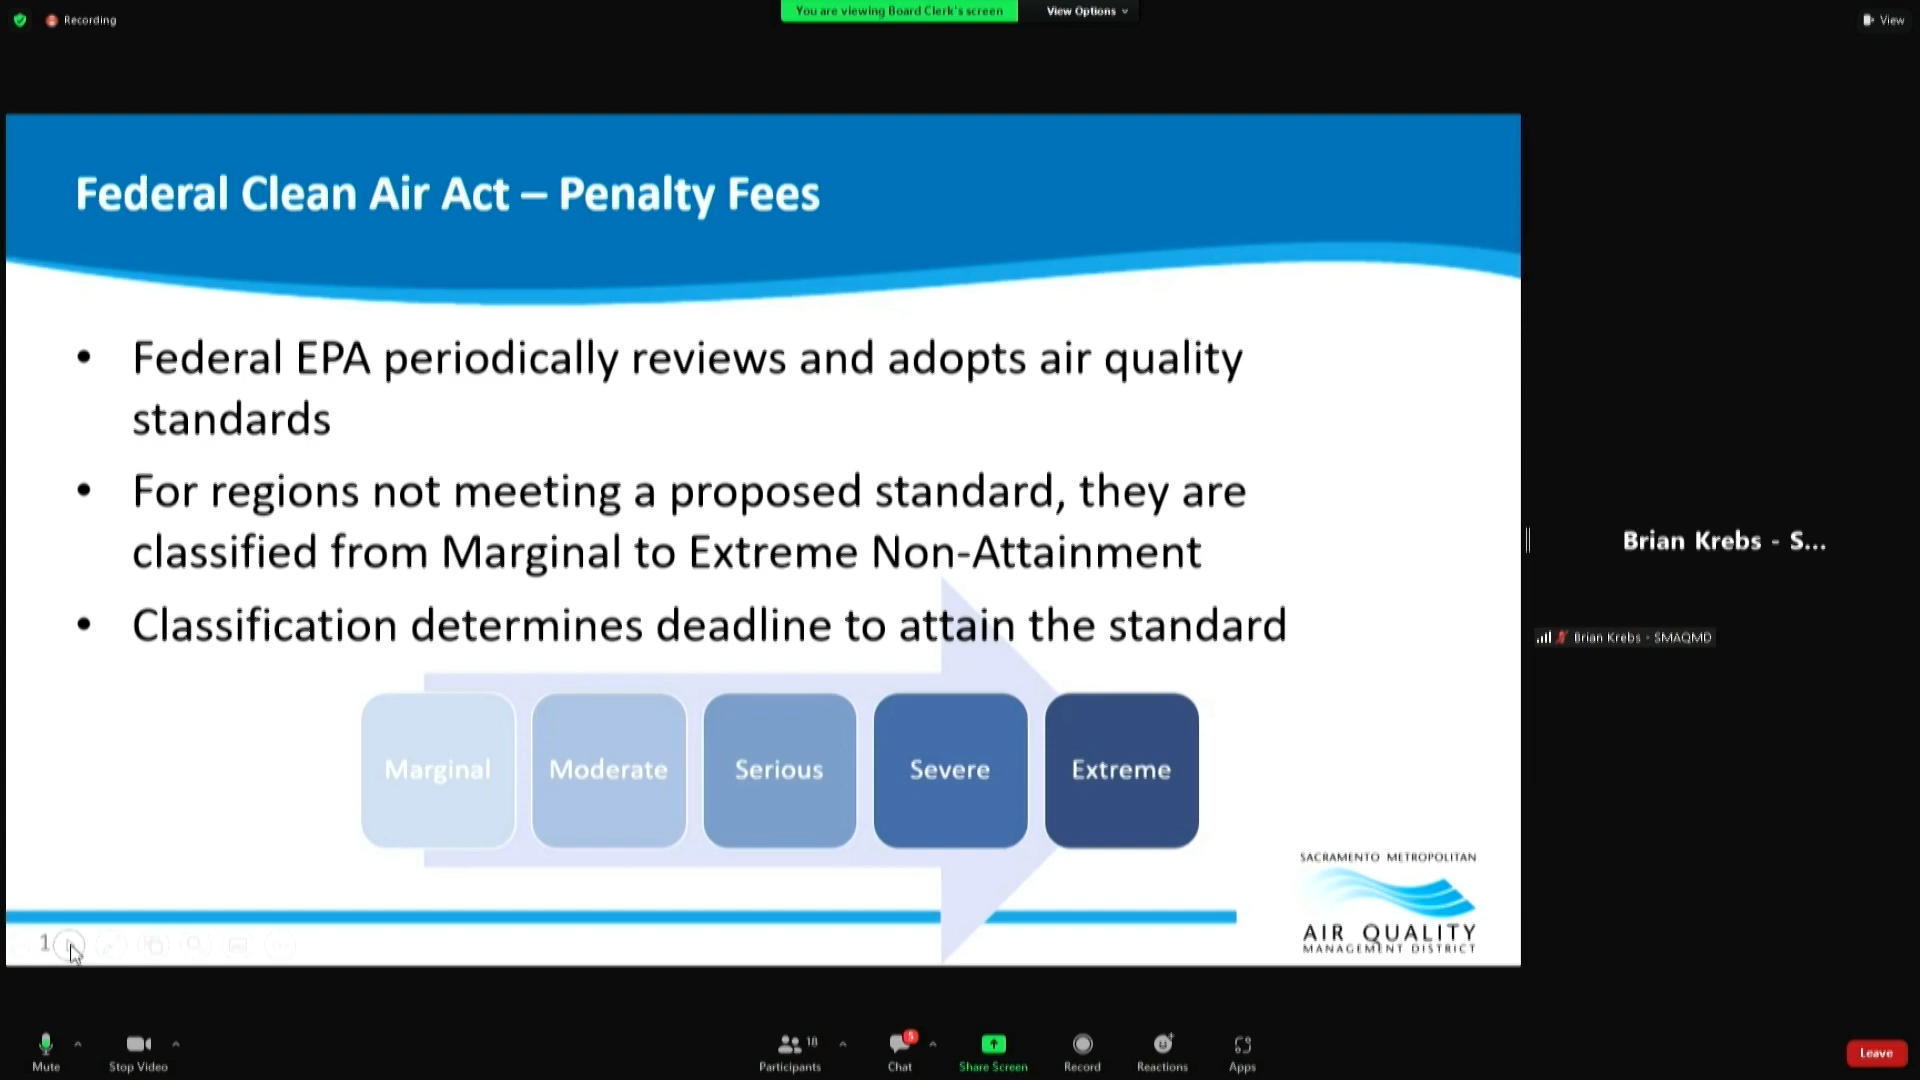 Recording
You are viewing Board Clerk's screen
View Options
View
Federal Clean Air Act – Penalty Fees
• Federal EPA periodically reviews and adopts air quality
standards
• For regions not meeting a proposed standard, they are
classified from Marginal to Extreme Non-Attainment
• Classification determines deadline to attain the standard
Marginal
Moderate
Serious
Severe
Extreme
SACRAMENTO METROPOLITAN
AIR QUALITY
MANAGEMENT DISTRICT
1
Brian Krebs - S...
Brian Krebs - SMAQMD
Mute
Stop Video
18
Participants
5
Chat
Share Screen
Record
Reactions
Apps
Leave